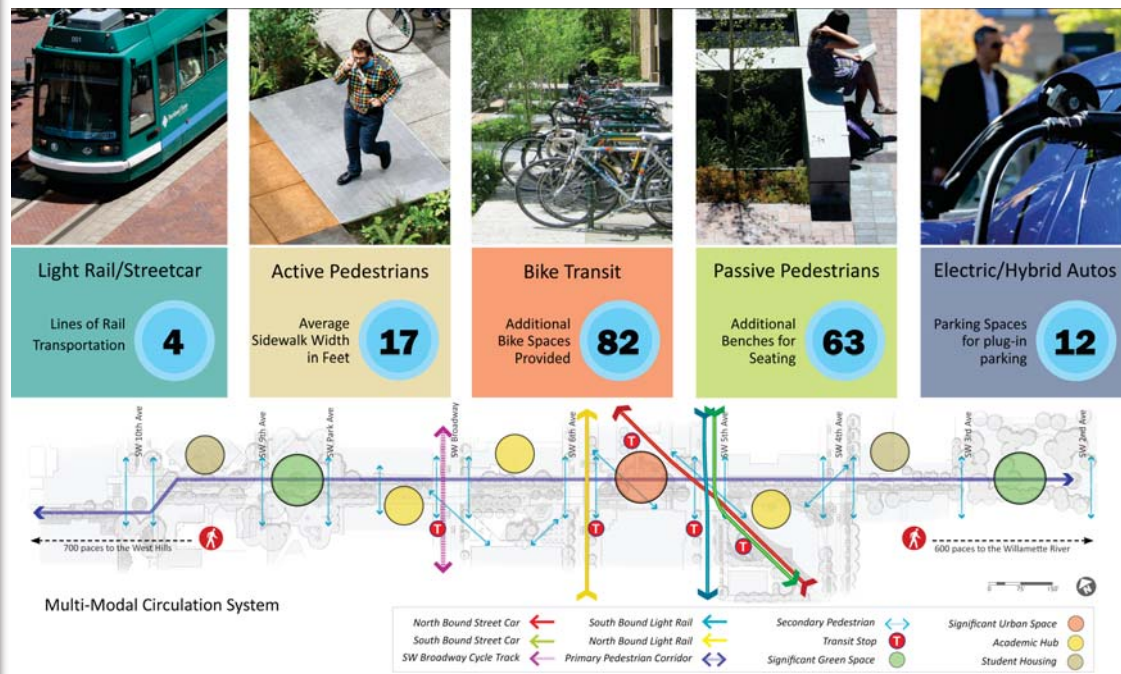 001
Light Rail/Streetcar
Lines of Rail
Transportation
4
Active Pedestrians
Average
Sidewalk Width
in Feet
17
Bike Transit
Additional
Bike Spaces
Provided
82
Passive Pedestrians
Additional
Benches for
Seating
63
Electric/Hybrid Autos
Parking Spaces
for plug-in
parking
12
SW 10th Ave
SW 9th Ave
SW Park Ave
SW Broadway
SW 6th Ave
SW 5th Ave
SW 4th Ave
SW 3rd Ave
SW 2nd Ave
T
T
T
T
T
700 paces to the West Hills
600 paces to the Willamette River
0 75 150'
Multi-Modal Circulation System
North Bound Street Car
South Bound Street Car
SW Broadway Cycle Track
South Bound Light Rail
North Bound Light Rail
Primary Pedestrian Corridor
Secondary Pedestrian
Transit Stop
T
Significant Green Space
Significant Urban Space
Academic Hub
Student Housing